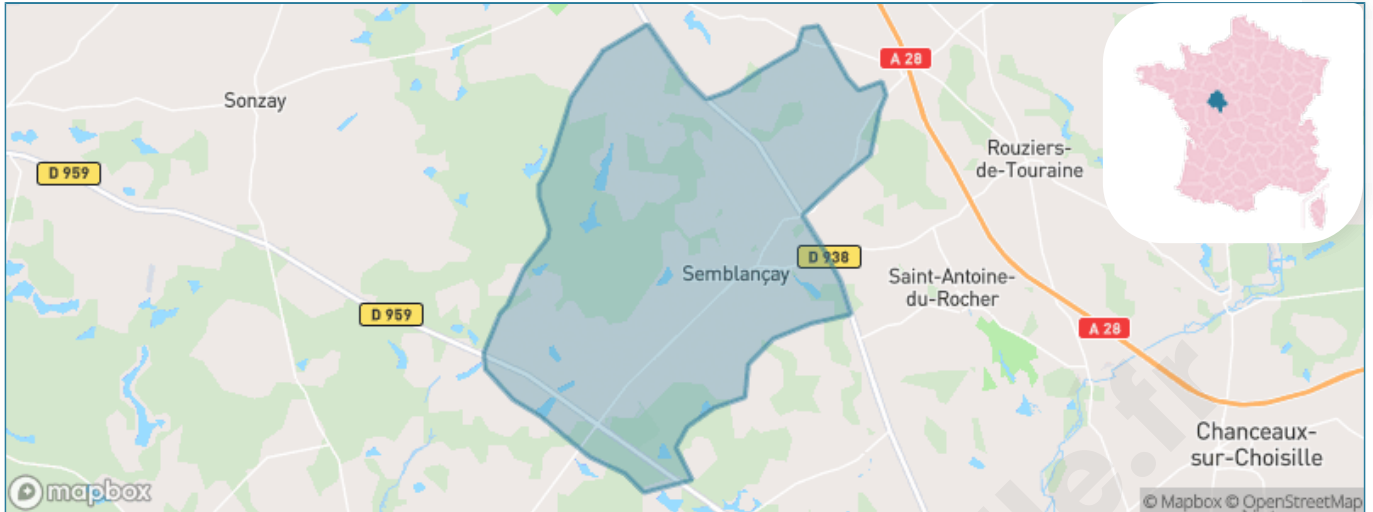 A 28
Sonzay
Rouziers-
de-Touraine
D 959
D 938
Semblançay
Saint-Antoine-
du-Rocher
D 959
A 28
Chanceaux-
sur-Choisille
mapbox
© Mapbox © OpenStreetMap